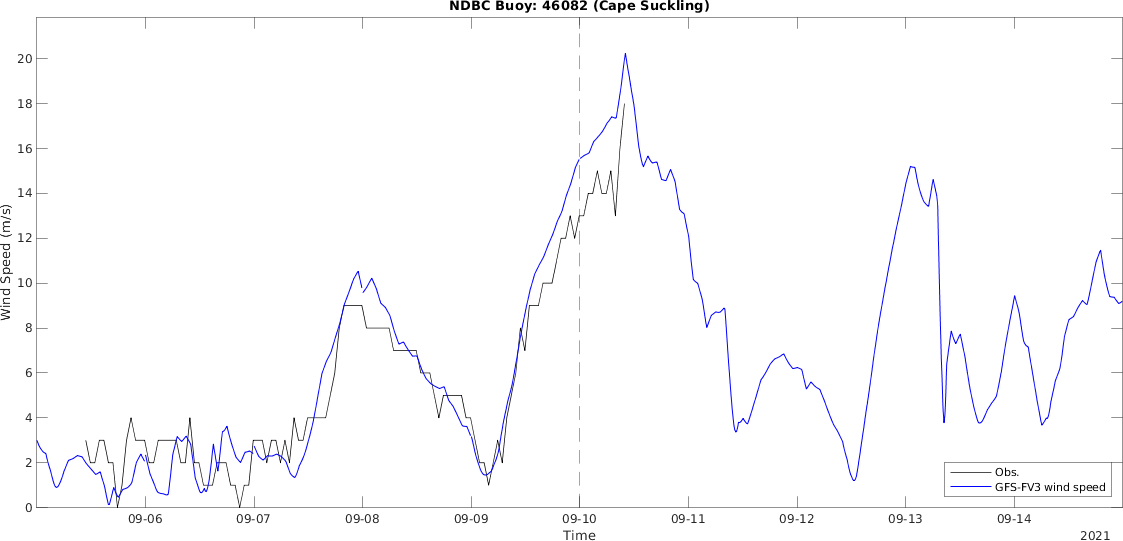 NDBC Buoy: 46082 (Cape Suckling)
Wind Speed (m/s)
20
18
16
14
12
10
8
6
4
2
0
09-06 09-07 09-08 09-09 09-10 09-11 09-12 09-13 09-14
Time
2021
Obs.
GFS-FV3 wind speed